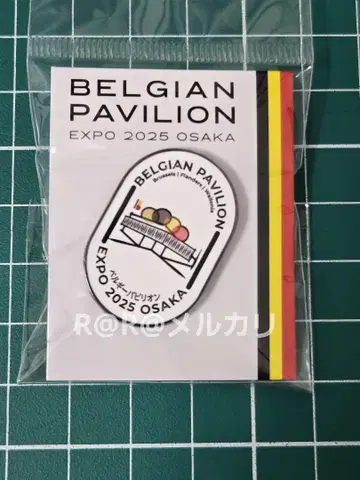 BELGIAN
PAVILION
EXPO 2025 OSAKA
BELGIAN PAVILION
Brussels | Flanders | Wallonia
ベルギーパビリオン
EXPO 2025 OSAKA
R@R@メルカリ